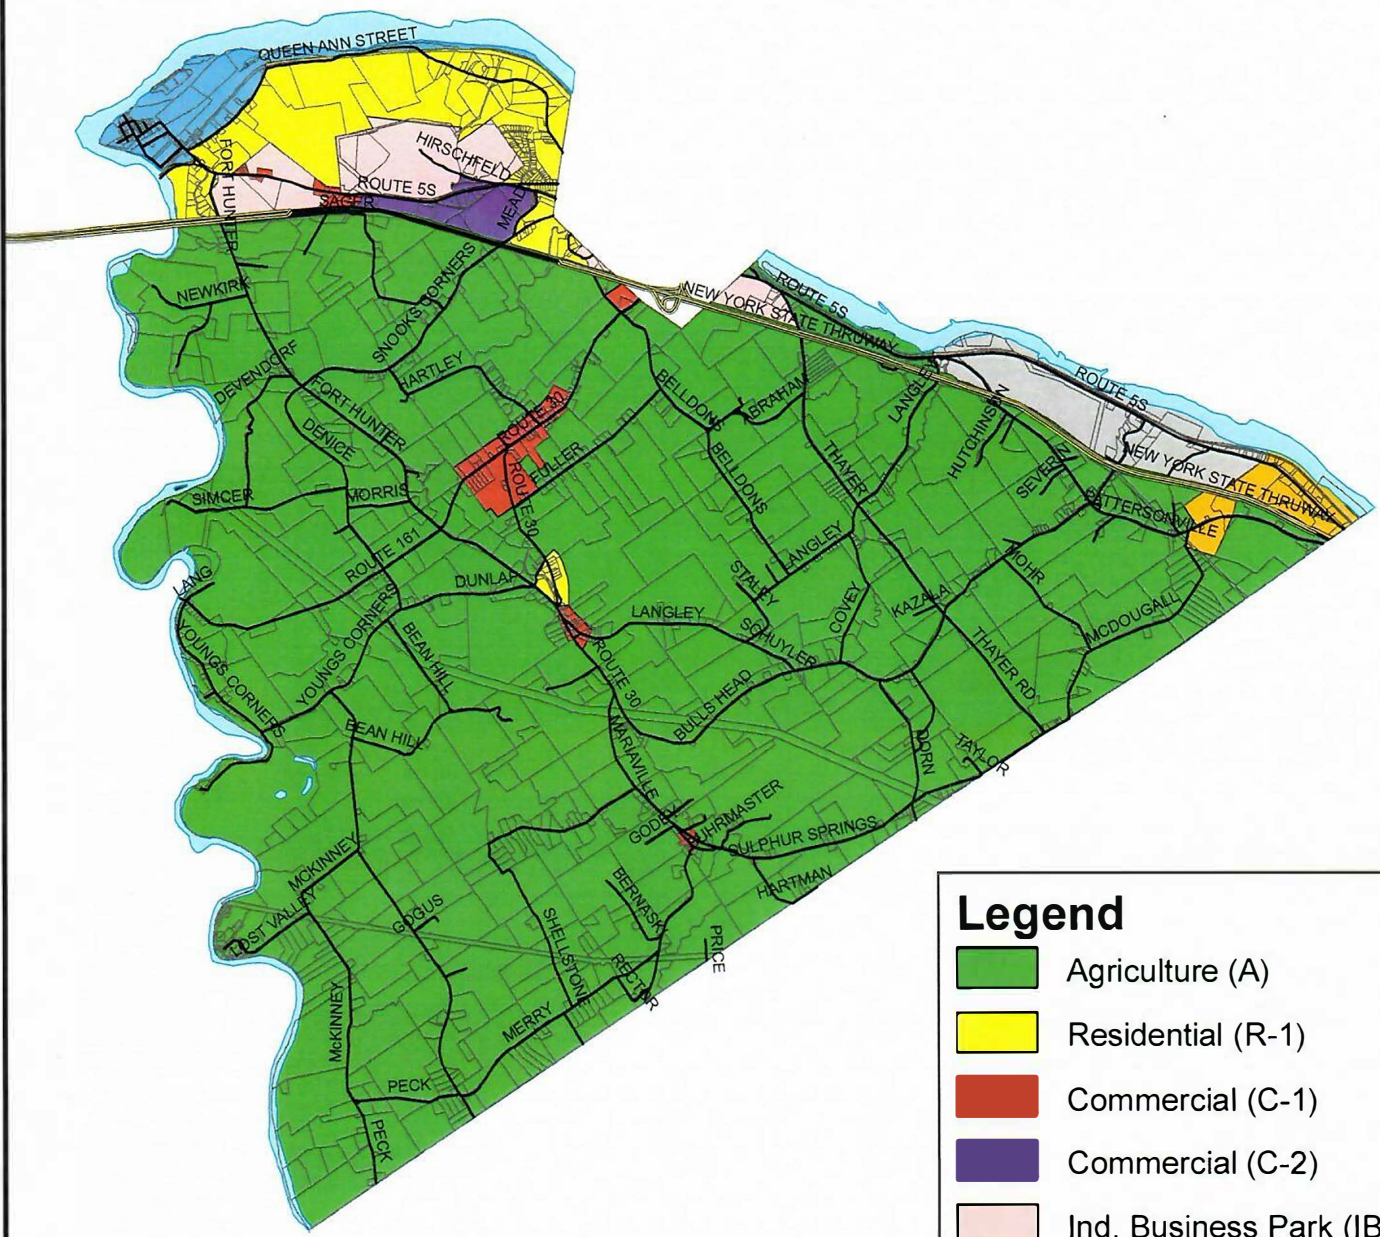 QUEEN ANN STREET
HIRSCHFELD
FORT HUNTER
ROUTE 5S
SAGER
MEAD
NEWKIRK
SNOOKS CORNERS
NEW YORK STATE THRUWAY
ROUTE 5S
DEVENDORF
HARTLEY
FORT HUNTER
BELLDONS
ABRAHAM
LANGLEY
ROUTE 5S
ROUTE 30
DENICE
FULLER
HUTCHINSON
THAYER
BELLDONS
SEVERIN
NEW YORK STATE THRUWAY
SIMCER
MORRIS
ROUTE 30
PATTERSONVILLE
ROUTE 161
LANGLEY
MOHR
LANG
DUNLAP
STALEY
COVEY
KAZALA
YOUNGS CORNERS
LANGLEY
SCHUYLER
MCDOUGALL
YOUNGS CORNERS
BEAN HILL
ROUTE 30
THAYER RD
BULLS HEAD
BEAN HILL
MARIAVILLE
DORN
TAYLOR
GODEY
FUHRMASTER
SULPHUR SPRINGS
MCKINNEY
HARTMAN
LOST VALLEY
GOGUS
BERNASKI
SHELLSTONE
PRICE
RECTOR
McKINNEY
MERRY
PECK
PECK
Legend
Agriculture (A)
Residential (R-1)
Commercial (C-1)
Commercial (C-2)
Ind. Business Park (IB